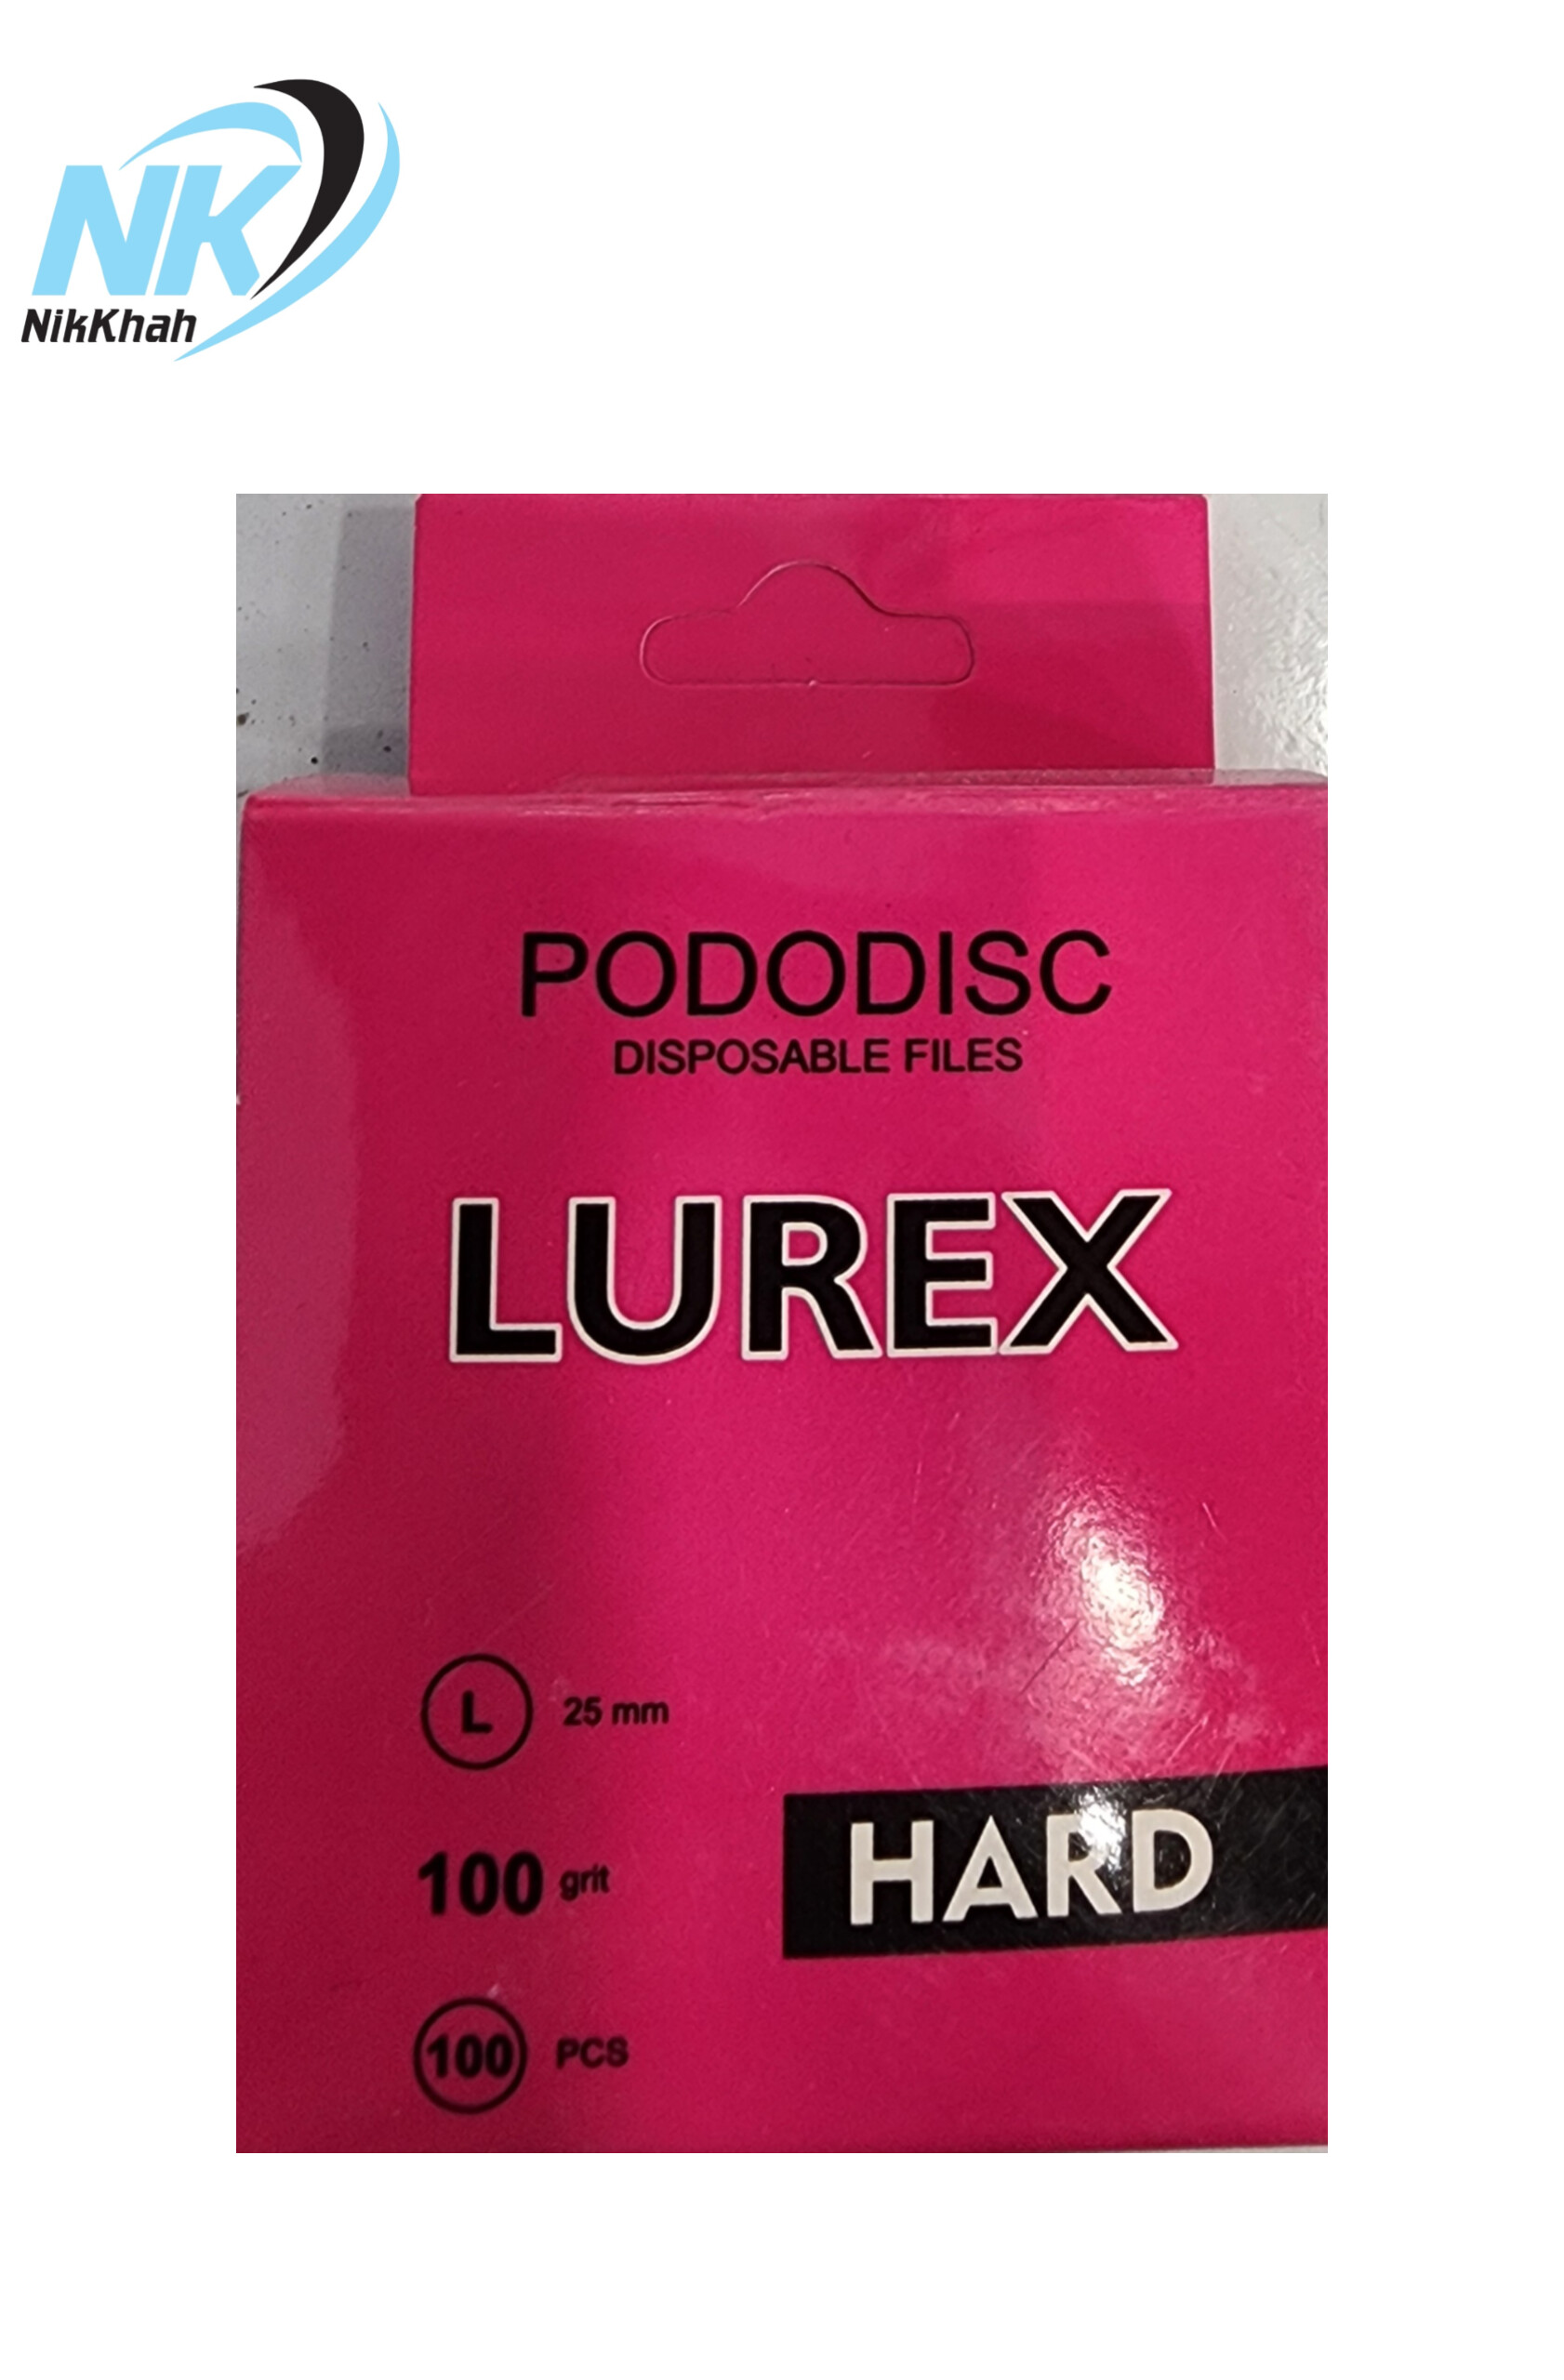 NK
NikKhah
PODODISC
DISPOSABLE FILES
LUREX
L 25 mm
100 grit
HARD
100 PCS